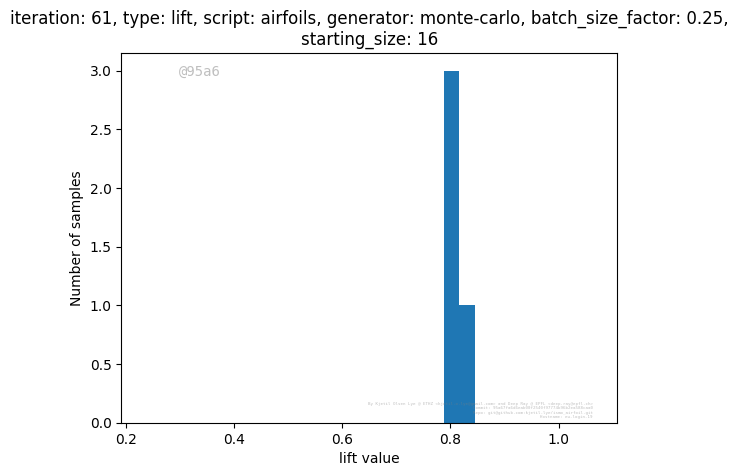 iteration: 61, type: lift, script: airfoils, generator: monte-carlo, batch_size_factor: 0.25,
starting_size: 16
@95a6
3.0
2.5
2.0
1.5
1.0
0.5
0.0
Number of samples
0.2 0.4 0.6 0.8 1.0
lift value